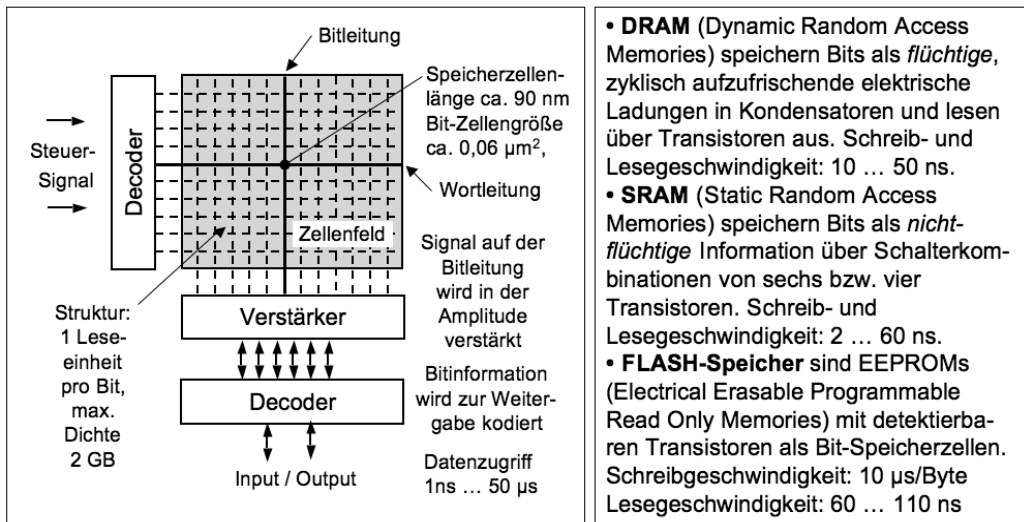 Bitleitung
Decoder
Steuer-
Signal
Speicherzellen-
länge ca. 90 nm
Bit-Zellengröße
ca. 0,06 µm²,
Wortleitung
Zellenfeld
Struktur:
1 Lese-
einheit
pro Bit,
max.
Dichte
2 GB
Verstärker
Signal auf der
Bitleitung
wird in der
Amplitude
verstärkt
Decoder
Bitinformation
wird zur Weiter-
gabe kodiert
Input / Output
Datenzugriff
1ns … 50 µs
• DRAM (Dynamic Random Access
Memories) speichern Bits als flüchtige,
zyklisch aufzufrischende elektrische
Ladungen in Kondensatoren und lesen
über Transistoren aus. Schreib- und
Lesegeschwindigkeit: 10 … 50 ns.
• SRAM (Static Random Access
Memories) speichern Bits als nicht-
flüchtige Information über Schalterkom-
binationen von sechs bzw. vier
Transistoren. Schreib- und
Lesegeschwindigkeit: 2 … 60 ns.
• FLASH-Speicher sind EEPROMs
(Electrical Erasable Programmable
Read Only Memories) mit detektierba-
ren Transistoren als Bit-Speicherzellen.
Schreibgeschwindigkeit: 10 µs/Byte
Lesegeschwindigkeit: 60 … 110 ns